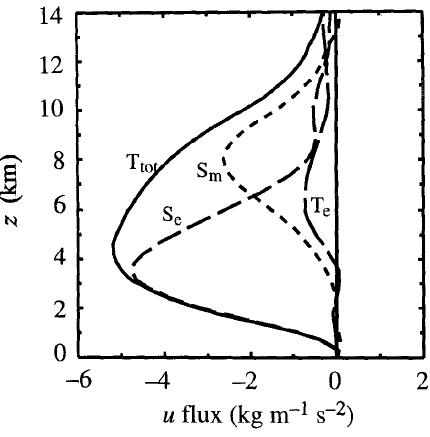 14
12
10
8
6
4
2
0
z (km)
T_tot
S_m
S_e
T_e
−6 −4 −2 0 2
u flux (kg m⁻¹ s⁻²)